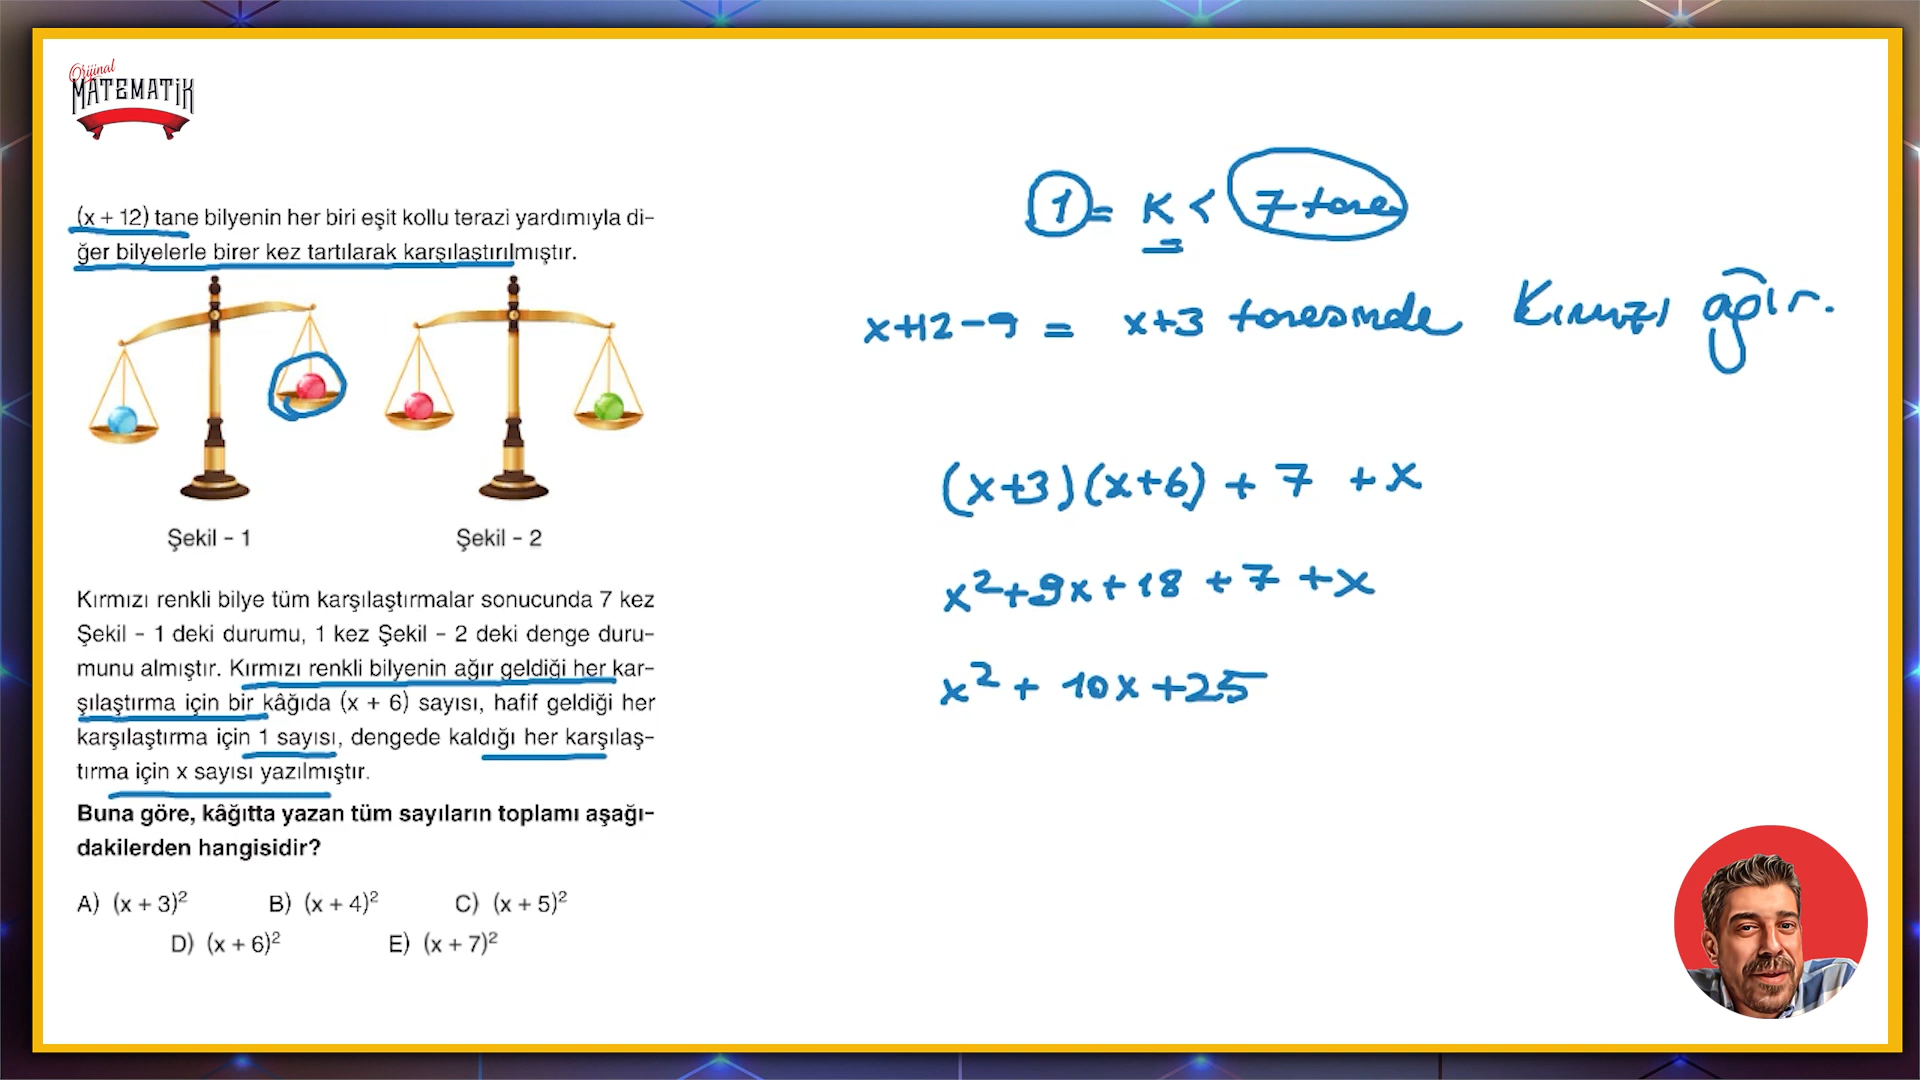 Orijinal
MATEMATİK
(x + 12) tane bilyenin her biri eşit kollu terazi yardımıyla di-
ğer bilyelerle birer kez tartılarak karşılaştırılmıştır.
Şekil - 1
Şekil - 2
Kırmızı renkli bilye tüm karşılaştırmalar sonucunda 7 kez
Şekil - 1 deki durumu, 1 kez Şekil - 2 deki denge duru-
munu almıştır. Kırmızı renkli bilyenin ağır geldiği her kar-
şılaştırma için bir kâğıda (x + 6) sayısı, hafif geldiği her
karşılaştırma için 1 sayısı, dengede kaldığı her karşılaş-
tırma için x sayısı yazılmıştır.
Buna göre, kâğıtta yazan tüm sayıların toplamı aşağı-
dakilerden hangisidir?
A) (x + 3)² B) (x + 4)² C) (x + 5)²
D) (x + 6)² E) (x + 7)²
1 = K < 7 tane
x+12-9 = x+3 tanesinde Kırmızı ağır.
(x+3)(x+6) + 7 + x
x²+9x+18 +7 +x
x² + 10x +25